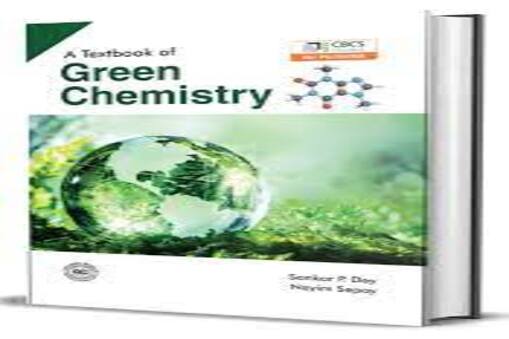 A Textbook of
Green
Chemistry
CBCS
Sankar P. Dey
Nayim Sepay